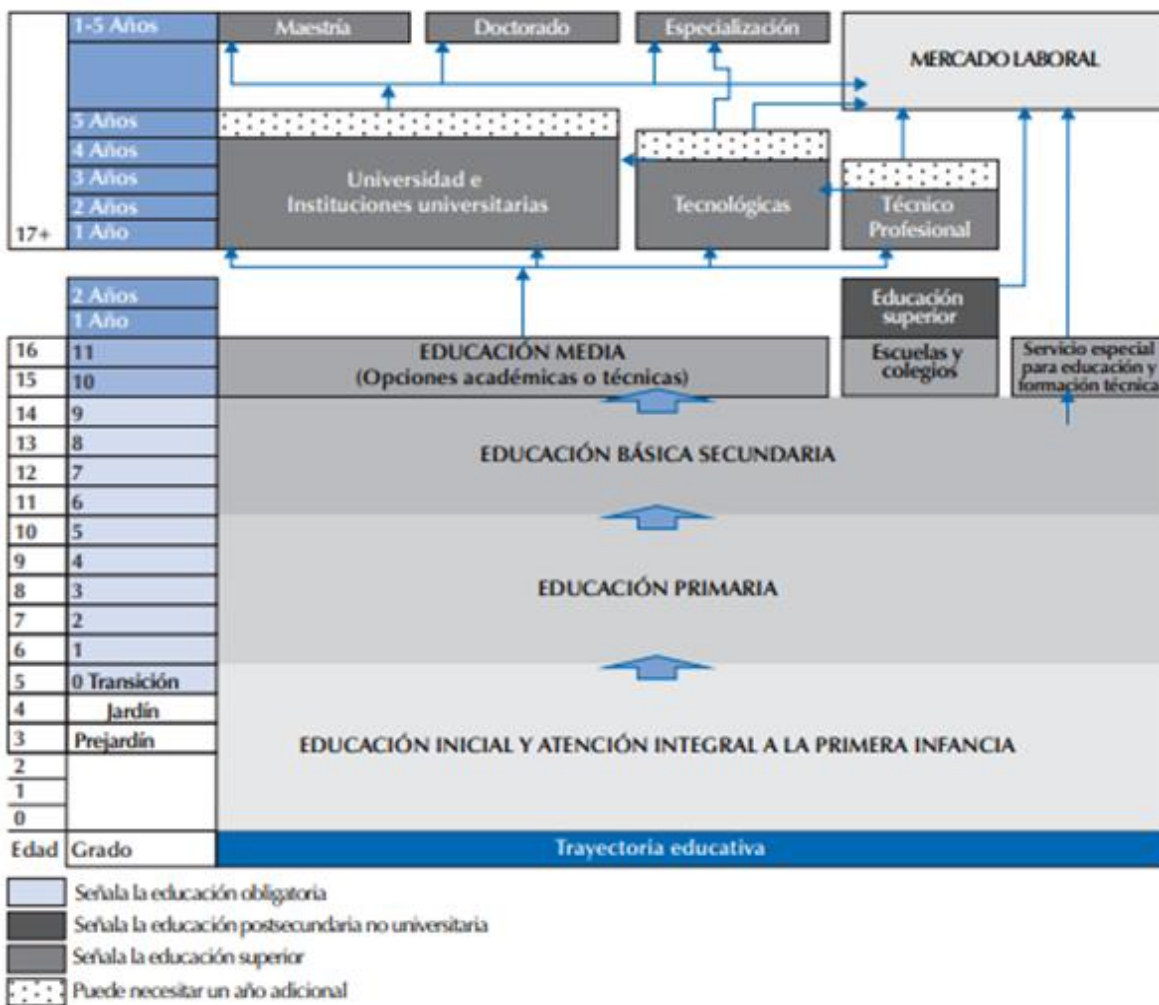 1-5 Años
Maestría
Doctorado
Especialización
MERCADO LABORAL
5 Años
4 Años
3 Años
2 Años
1 Año
17+
Universidad e
Instituciones universitarias
Tecnológicas
Técnico
Profesional
2 Años
1 Año
Educación
superior
16
11
EDUCACIÓN MEDIA
(Opciones académicas o técnicas)
Escuelas y
colegios
Servicio especial
para educación y
formación técnica
15
10
14
9
13
8
EDUCACIÓN BÁSICA SECUNDARIA
12
7
11
6
10
5
9
4
8
3
EDUCACIÓN PRIMARIA
7
2
6
1
5
0 Transición
4
Jardín
3
Prejardín
EDUCACIÓN INICIAL Y ATENCIÓN INTEGRAL A LA PRIMERA INFANCIA
2
1
0
Edad
Grado
Trayectoria educativa
Señala la educación obligatoria
Señala la educación postsecundaria no universitaria
Señala la educación superior
Puede necesitar un año adicional